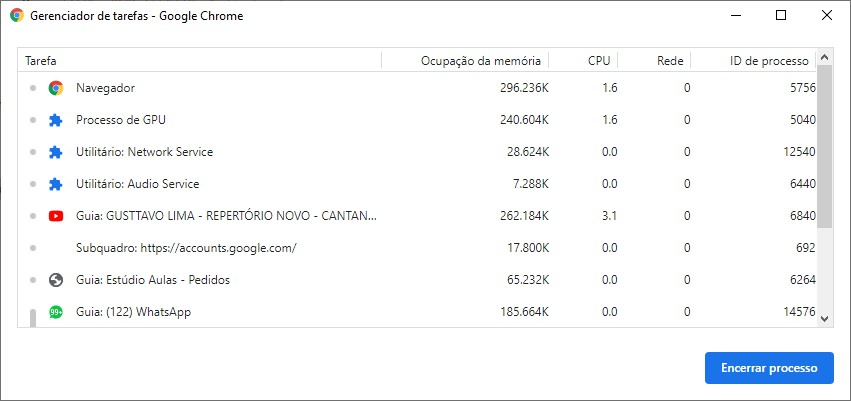 Gerenciador de tarefas - Google Chrome
Tarefa Ocupação da memória CPU Rede ID de processo
Navegador 296.236K 1.6 0 5756
Processo de GPU 240.604K 1.6 0 5040
Utilitário: Network Service 28.624K 0.0 0 12540
Utilitário: Audio Service 7.288K 0.0 0 6440
Guia: GUSTTAVO LIMA - REPERTÓRIO NOVO - CANTAN... 262.184K 3.1 0 6840
Subquadro: https://accounts.google.com/ 17.800K 0.0 0 692
Guia: Estúdio Aulas - Pedidos 65.232K 0.0 0 6264
99+ Guia: (122) WhatsApp 185.664K 0.0 0 14576
Encerrar processo